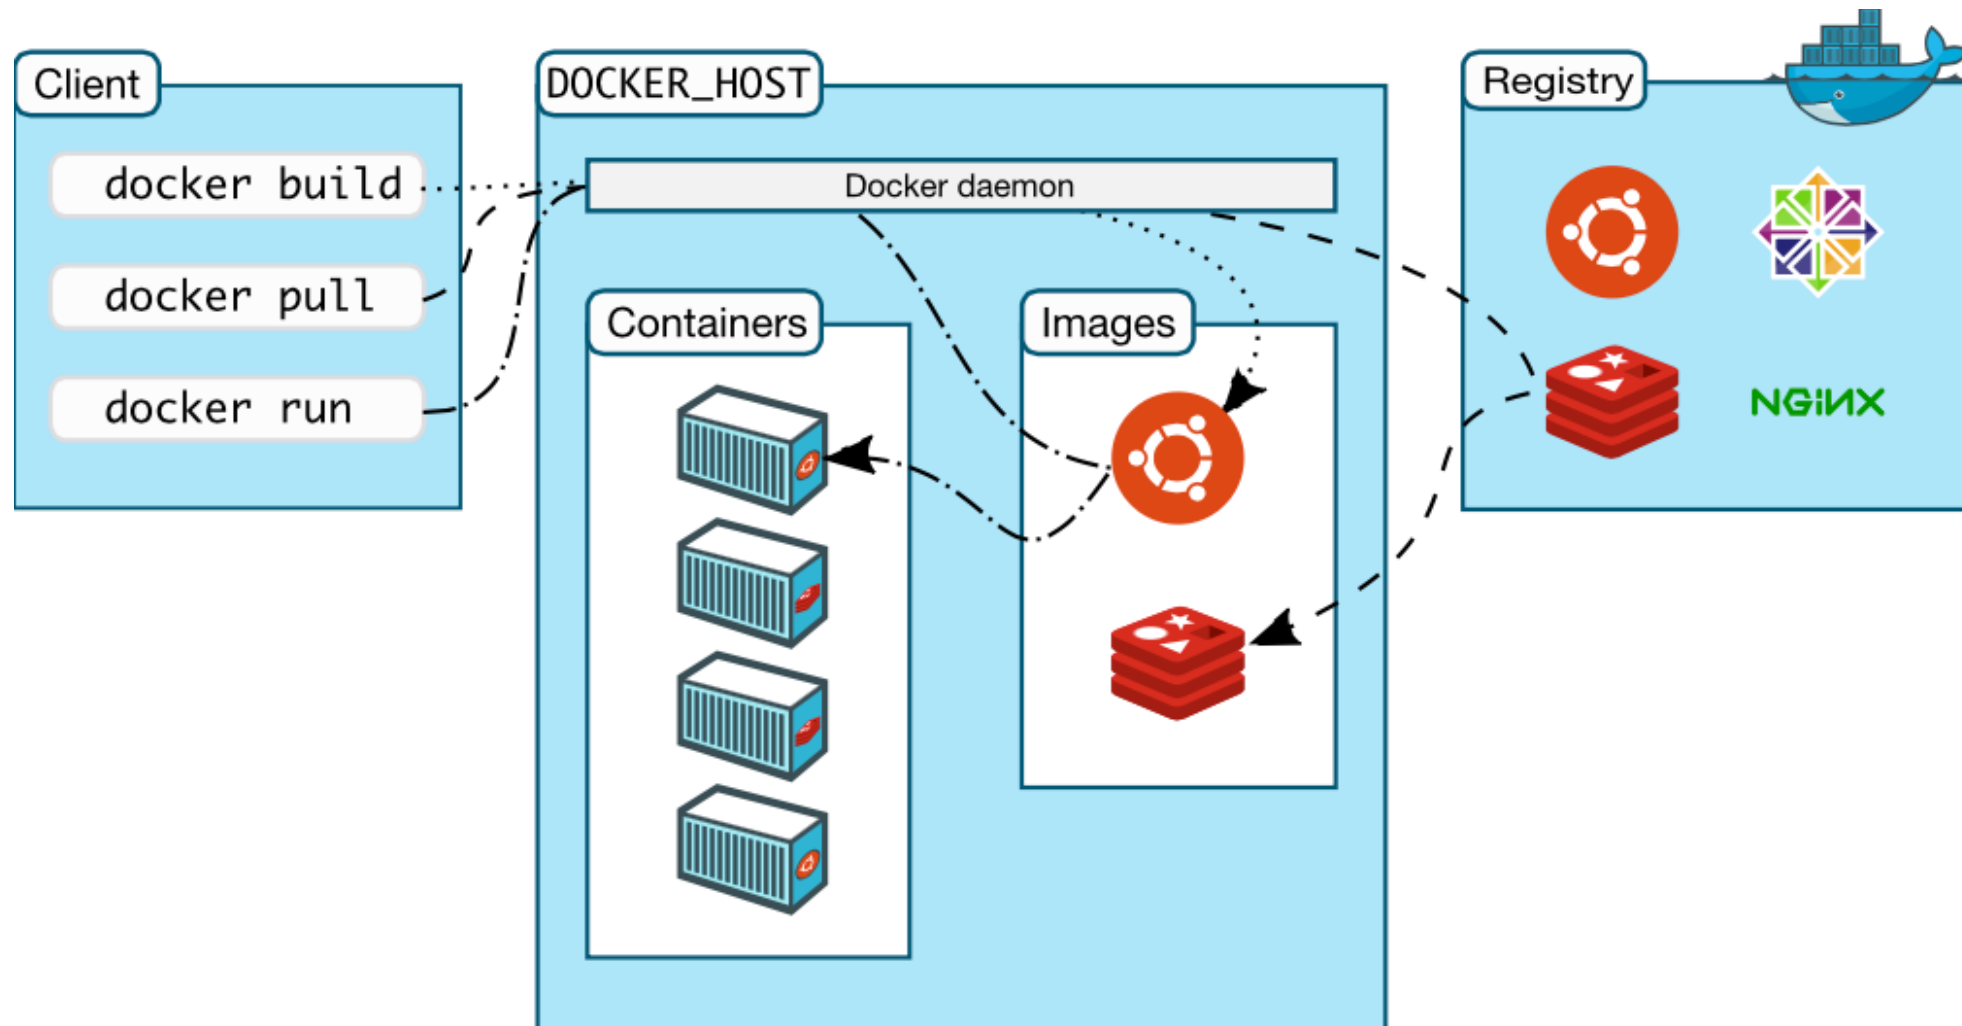 Client
docker build
docker pull
docker run
DOCKER_HOST
Docker daemon
Containers
Images
Registry
NGiNX